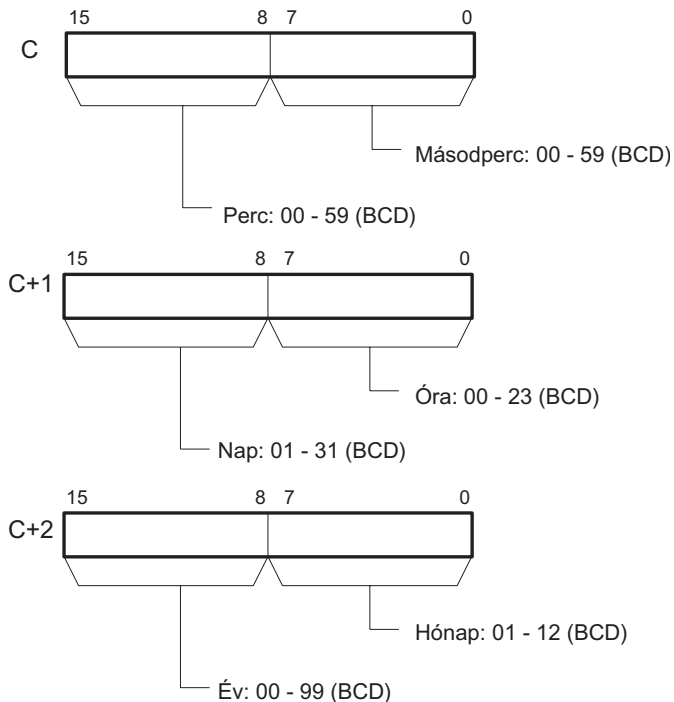 15 8 7 0
C
Másodperc: 00 - 59 (BCD)
Perc: 00 - 59 (BCD)
15 8 7 0
C+1
Óra: 00 - 23 (BCD)
Nap: 01 - 31 (BCD)
15 8 7 0
C+2
Hónap: 01 - 12 (BCD)
Év: 00 - 99 (BCD)